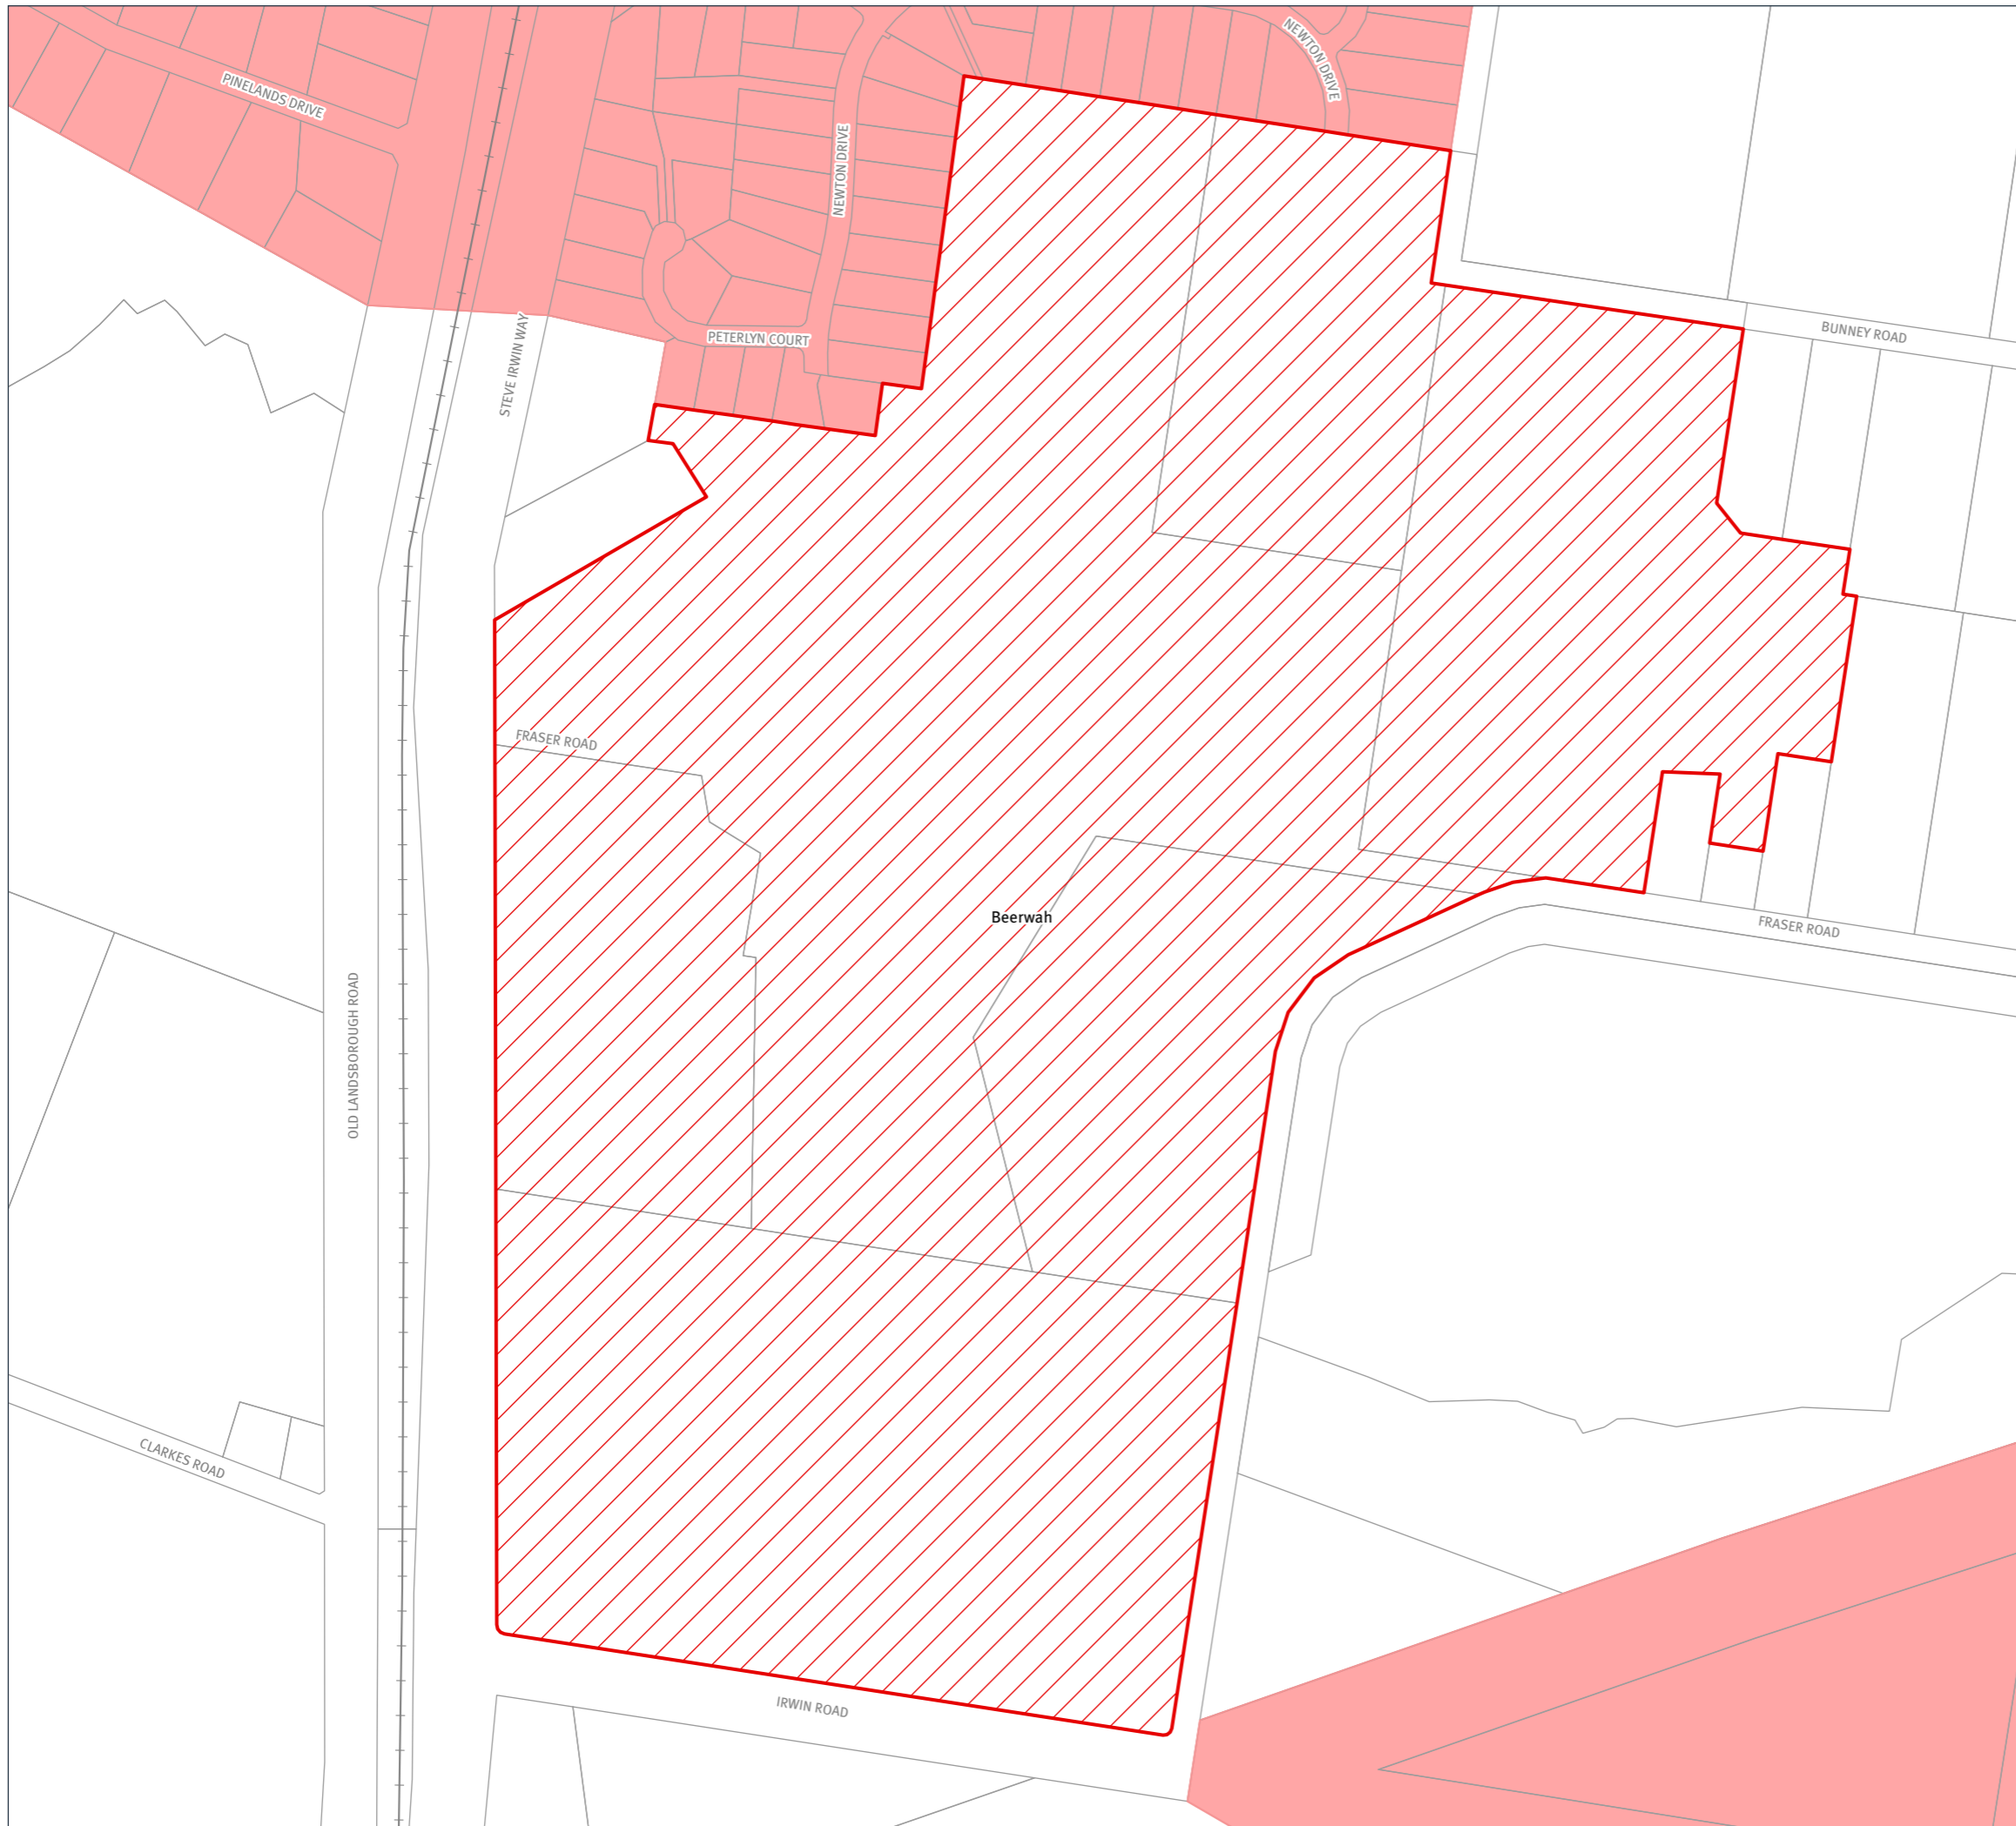 NEWTON DRIVE
PINELANDS DRIVE
NEWTON DRIVE
BUNNEY ROAD
PETERLYN COURT
STEVE IRWIN WAY
FRASER ROAD
Beerwah
FRASER ROAD
OLD LANDSBOROUGH ROAD
CLARKES ROAD
IRWIN ROAD